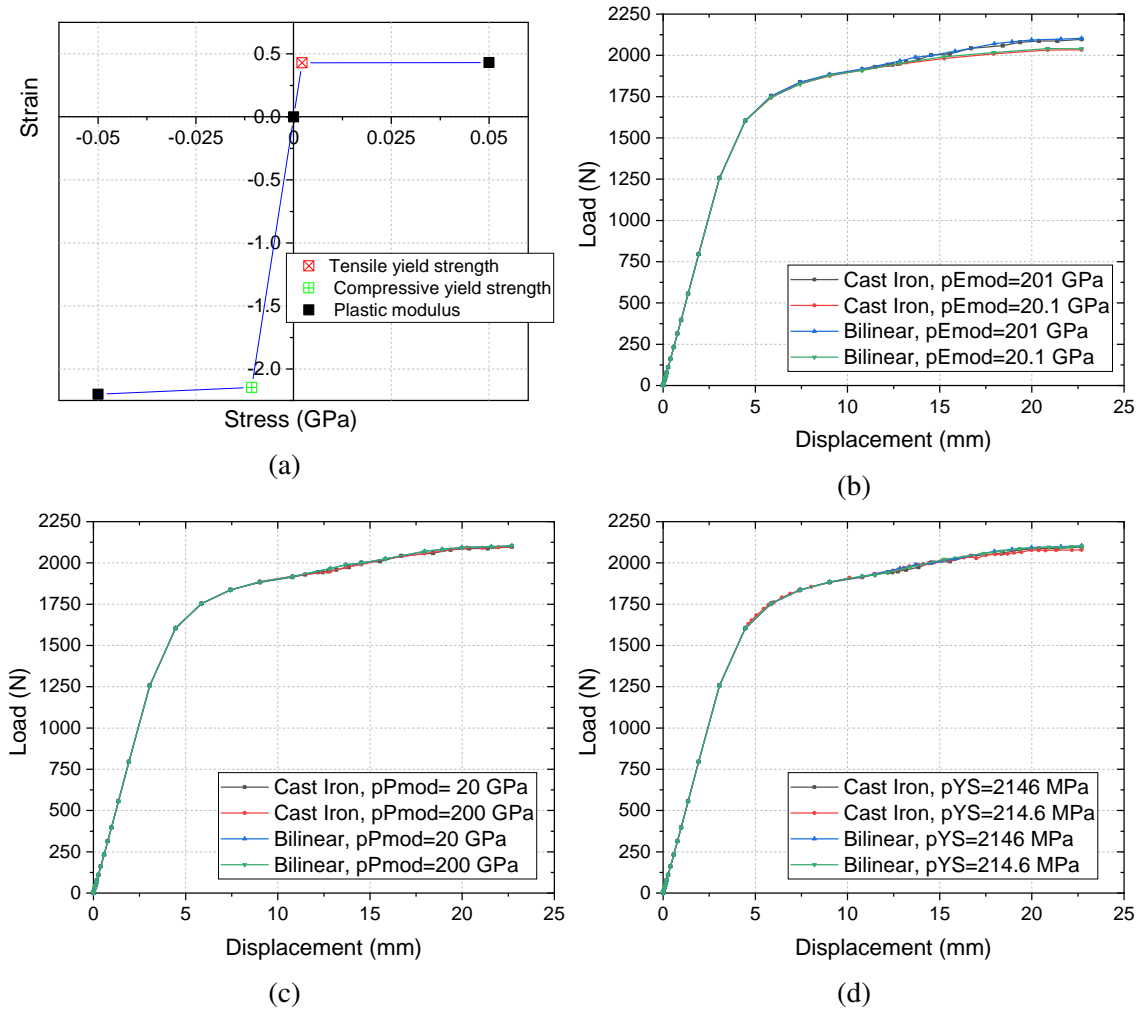 0.5
0.0
-0.05
-0.025
0
0.025
0.05
-0.5
-1.0
-1.5
-2.0
Strain
Stress (GPa)
Tensile yield strength
Compressive yield strength
Plastic modulus
(a)
2250
2000
1750
1500
1250
1000
750
500
250
0
Load (N)
0 5 10 15 20 25
Displacement (mm)
Cast Iron, pEmod=201 GPa
Cast Iron, pEmod=20.1 GPa
Bilinear, pEmod=201 GPa
Bilinear, pEmod=20.1 GPa
(b)
2250
2000
1750
1500
1250
1000
750
500
250
0
Load (N)
0 5 10 15 20 25
Displacement (mm)
Cast Iron, pPmod= 20 GPa
Cast Iron, pPmod=200 GPa
Bilinear, pPmod=20 GPa
Bilinear, pPmod=200 GPa
(c)
2250
2000
1750
1500
1250
1000
750
500
250
0
Load (N)
0 5 10 15 20 25
Displacement (mm)
Cast Iron, pYS=2146 MPa
Cast Iron, pYS=214.6 MPa
Bilinear, pYS=2146 MPa
Bilinear, pYS=214.6 MPa
(d)